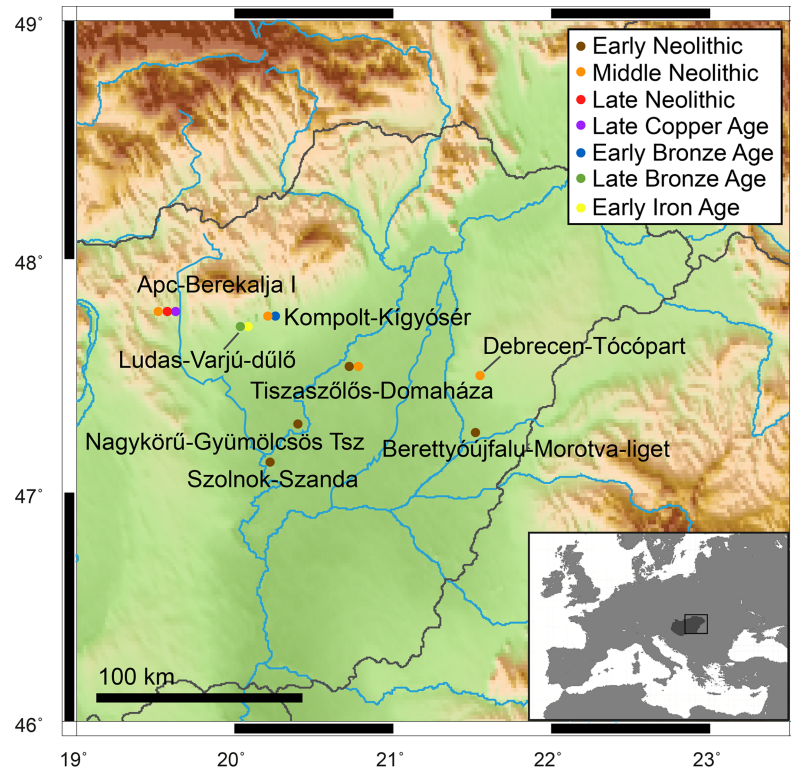 49°
Early Neolithic
Middle Neolithic
Late Neolithic
Late Copper Age
Early Bronze Age
Late Bronze Age
Early Iron Age
48°
Apc-Berekalja I
Kompolt-Kígyósér
Ludas-Varjú-dűlő
Debrecen-Tócópart
Tiszaszőlős-Domaháza
Nagykörű-Gyümölcsös Tsz
Berettyóújfalu-Morotva-liget
Szolnok-Szanda
47°
100 km
46°
19°
20°
21°
22°
23°